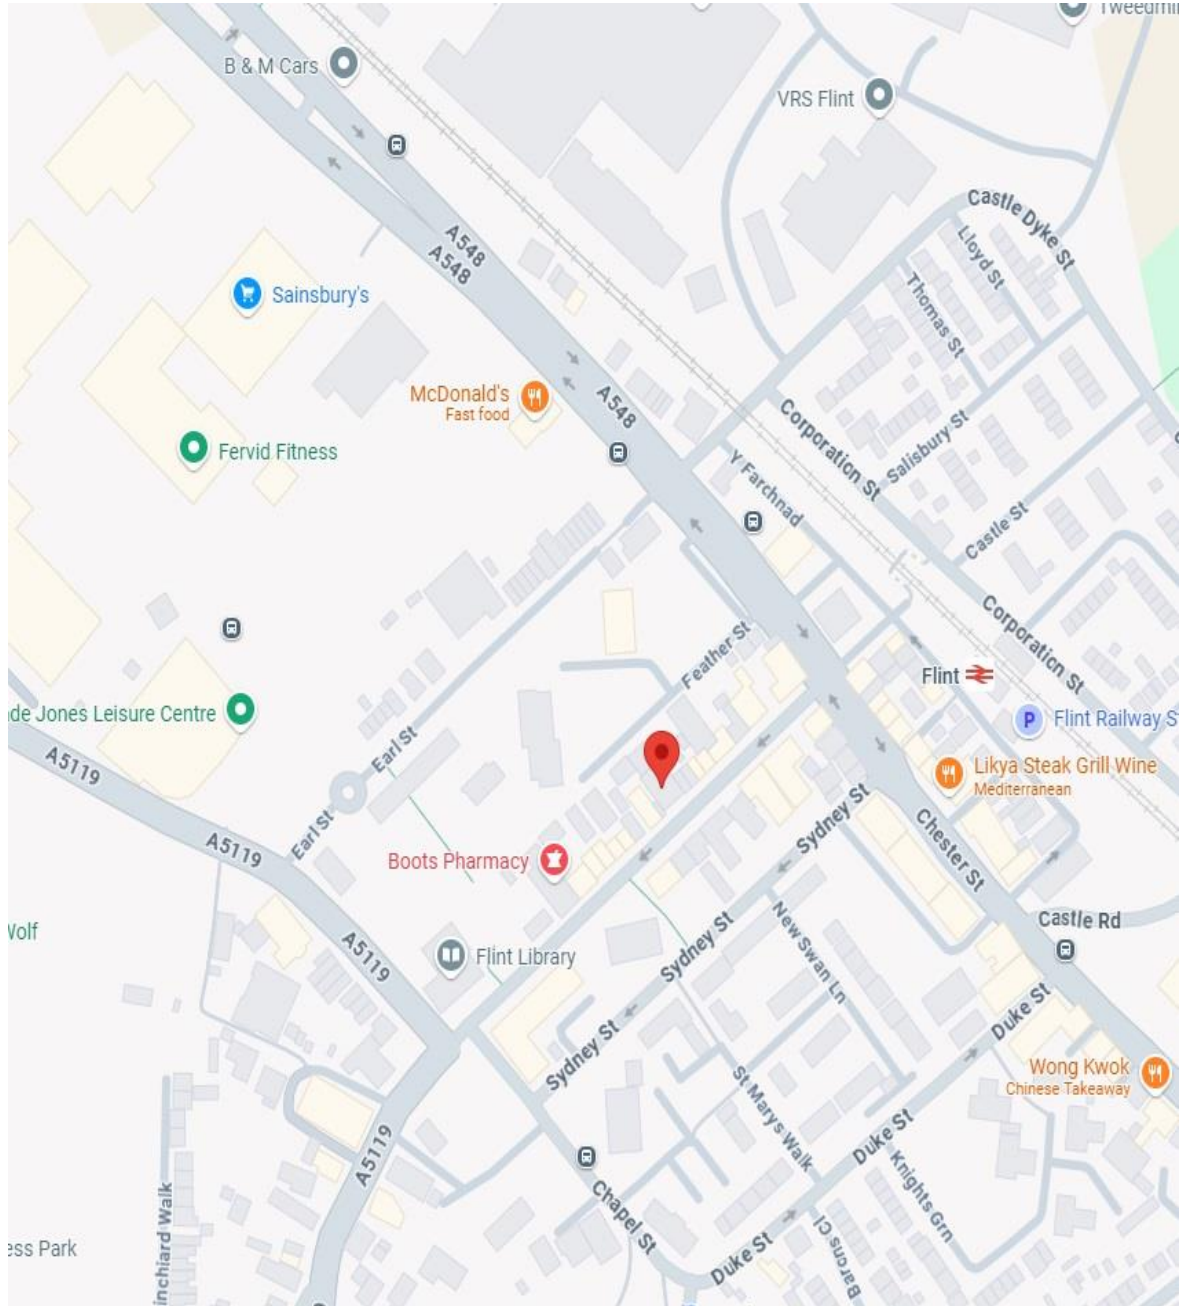 Tweedmil
B & M Cars
VRS Flint
Castle Dyke St
Lloyd St
A548
A548
Thomas St
Sainsbury's
McDonald's
Fast food
A548
Corporation St
Salisbury St
Fervid Fitness
Y Farchnad
Castle St
Corporation St
Feather St
Flint
de Jones Leisure Centre
P
Flint Railway S
Earl St
A5119
Likya Steak Grill Wine
Mediterranean
Sydney St
Earl St
A5119
Chester St
Boots Pharmacy
Castle Rd
Wolf
A5119
New Swan Ln
Sydney St
Flint Library
Duke St
Sydney St
Wong Kwok
Chinese Takeaway
St Marys Walk
Duke St
A5119
Knights Grn
Chapel St
inchiard Walk
Barons Cl
Duke St
ess Park